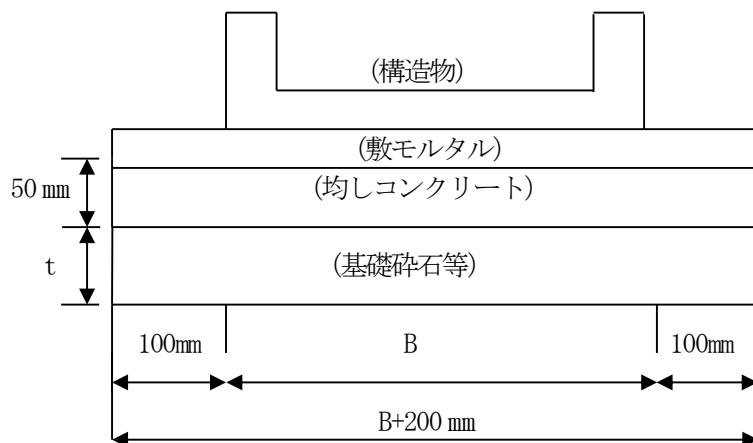 (構造物)
(敷モルタル)
50 mm
(均しコンクリート)
t
(基礎砕石等)
100mm
B
100mm
B+200 mm